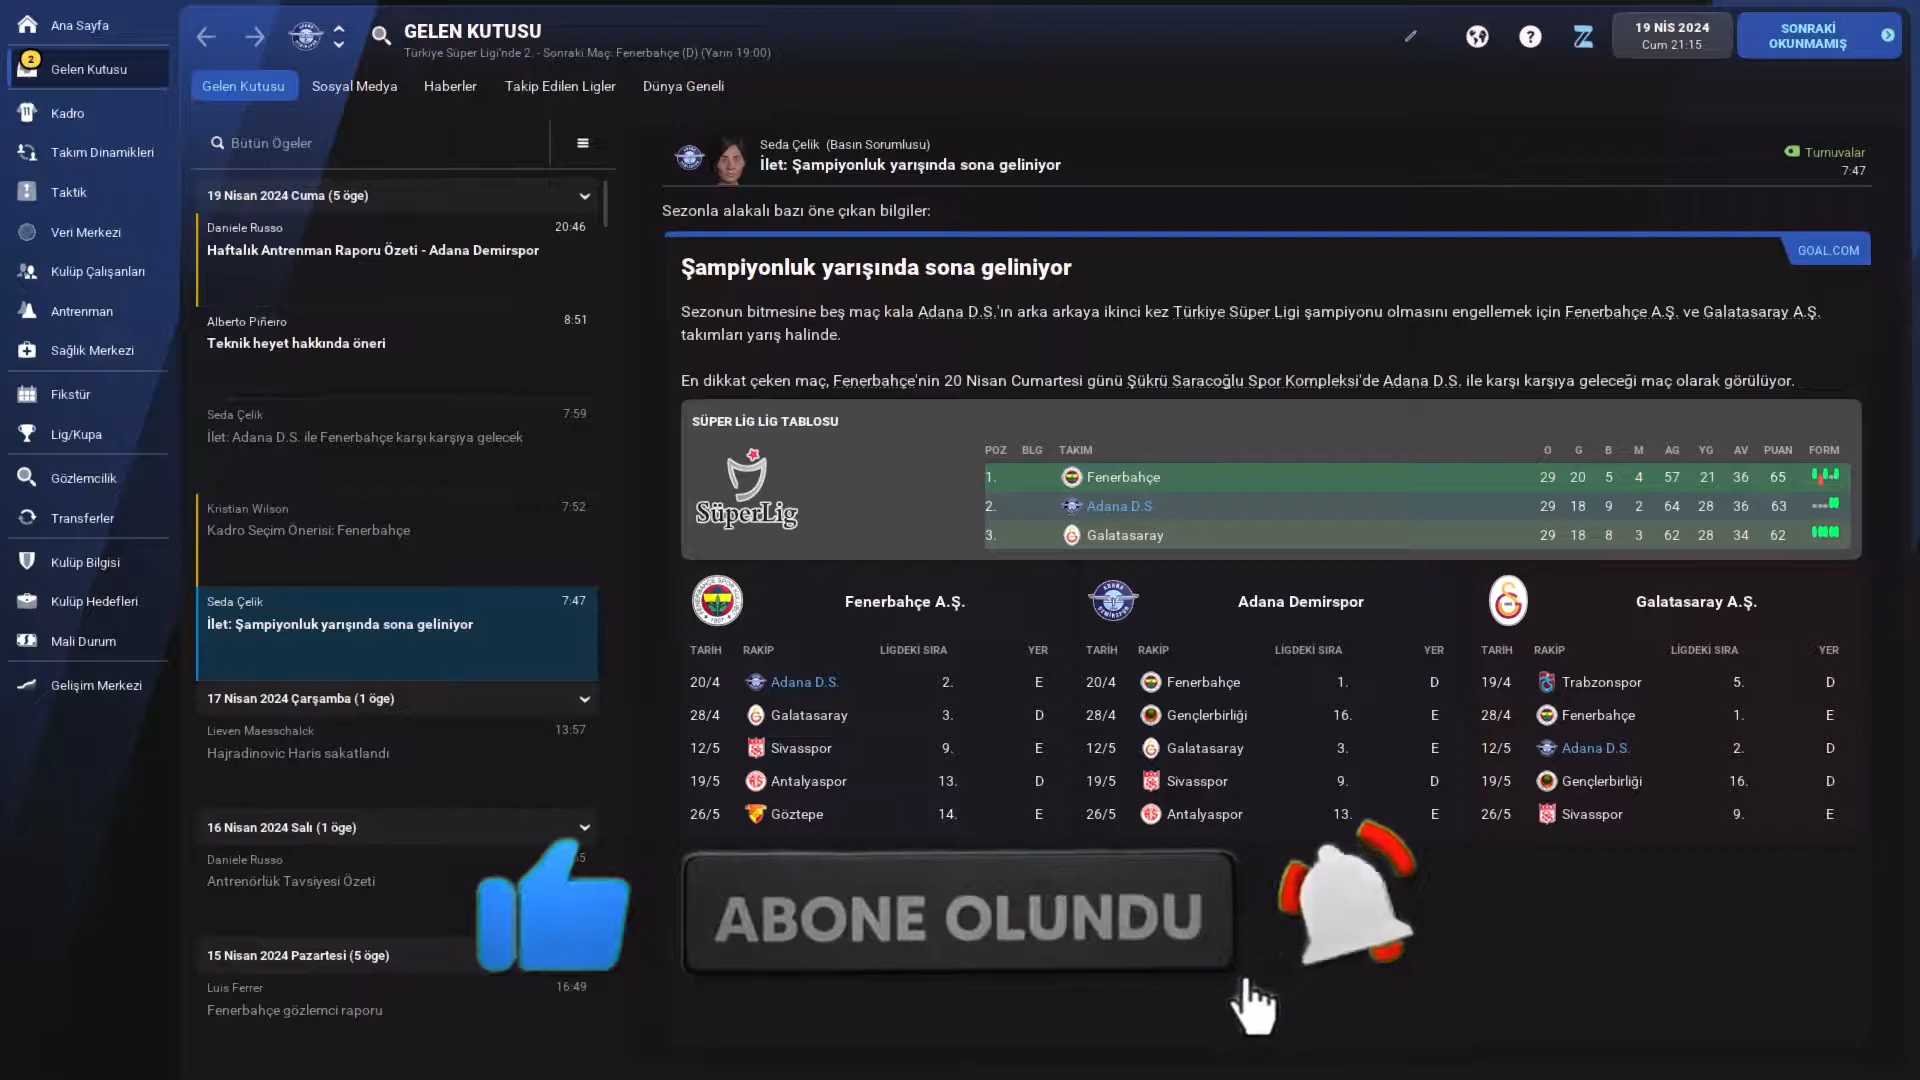 Ana Sayfa
2
Gelen Kutusu
Kadro
Takım Dinamikleri
Taktik
Veri Merkezi
Kulüp Çalışanları
Antrenman
Sağlık Merkezi
Fikstür
Lig/Kupa
Gözlemcilik
Transferler
Kulüp Bilgisi
Kulüp Hedefleri
Mali Durum
Gelişim Merkezi
GELEN KUTUSU
Türkiye Süper Ligi'nde 2. - Sonraki Maç: Fenerbahçe (D) (Yarın 19:00)
19 NİS 2024
Cum 21:15
SONRAKİ
OKUNMAMIŞ
Gelen Kutusu Sosyal Medya Haberler Takip Edilen Ligler Dünya Geneli
Bütün Ögeler
19 Nisan 2024 Cuma (5 öge)
Daniele Russo 20:46
Haftalık Antrenman Raporu Özeti - Adana Demirspor
Alberto Piñeiro 8:51
Teknik heyet hakkında öneri
Seda Çelik 7:59
İlet: Adana D.S. ile Fenerbahçe karşı karşıya gelecek
Kristian Wilson 7:52
Kadro Seçim Önerisi: Fenerbahçe
Seda Çelik 7:47
İlet: Şampiyonluk yarışında sona geliniyor
17 Nisan 2024 Çarşamba (1 öge)
Lieven Maesschalck 13:57
Hajradinovic Haris sakatlandı
16 Nisan 2024 Salı (1 öge)
Daniele Russo
Antrenörlük Tavsiyesi Özeti
15 Nisan 2024 Pazartesi (5 öge)
Luis Ferrer 16:49
Fenerbahçe gözlemci raporu
Seda Çelik (Basın Sorumlusu)
İlet: Şampiyonluk yarışında sona geliniyor
Turnuvalar
7:47
Sezonla alakalı bazı öne çıkan bilgiler:
GOAL.COM
Şampiyonluk yarışında sona geliniyor
Sezonun bitmesine beş maç kala Adana D.S.'ın arka arkaya ikinci kez Türkiye Süper Ligi şampiyonu olmasını engellemek için Fenerbahçe A.Ş. ve Galatasaray A.Ş.
takımları yarış halinde.
En dikkat çeken maç, Fenerbahçe'nin 20 Nisan Cumartesi günü Şükrü Saracoğlu Spor Kompleksi'de Adana D.S. ile karşı karşıya geleceği maç olarak görülüyor.
SÜPER LİG LİG TABLOSU
SüperLig
POZ BLG TAKIM O G B M AG YG AV PUAN FORM
1. Fenerbahçe 29 20 5 4 57 21 36 65
2. Adana D.S 29 18 9 2 64 28 36 63
3. Galatasaray 29 18 8 3 62 28 34 62
Fenerbahçe A.Ş.
TARİH RAKİP LİGDEKİ SIRA YER
20/4 Adana D.S. 2. E
28/4 Galatasaray 3. D
12/5 Sivasspor 9. E
19/5 Antalyaspor 13. D
26/5 Göztepe 14. E
Adana Demirspor
TARİH RAKİP LİGDEKİ SIRA YER
20/4 Fenerbahçe 1. D
28/4 Gençlerbirliği 16. E
12/5 Galatasaray 3. E
19/5 Sivasspor 9. D
26/5 Antalyaspor 13. E
Galatasaray A.Ş.
TARİH RAKİP LİGDEKİ SIRA YER
19/4 Trabzonspor 5. D
28/4 Fenerbahçe 1. E
12/5 Adana D.S. 2. D
19/5 Gençlerbirliği 16. D
26/5 Sivasspor 9. E
ABONE OLUNDU